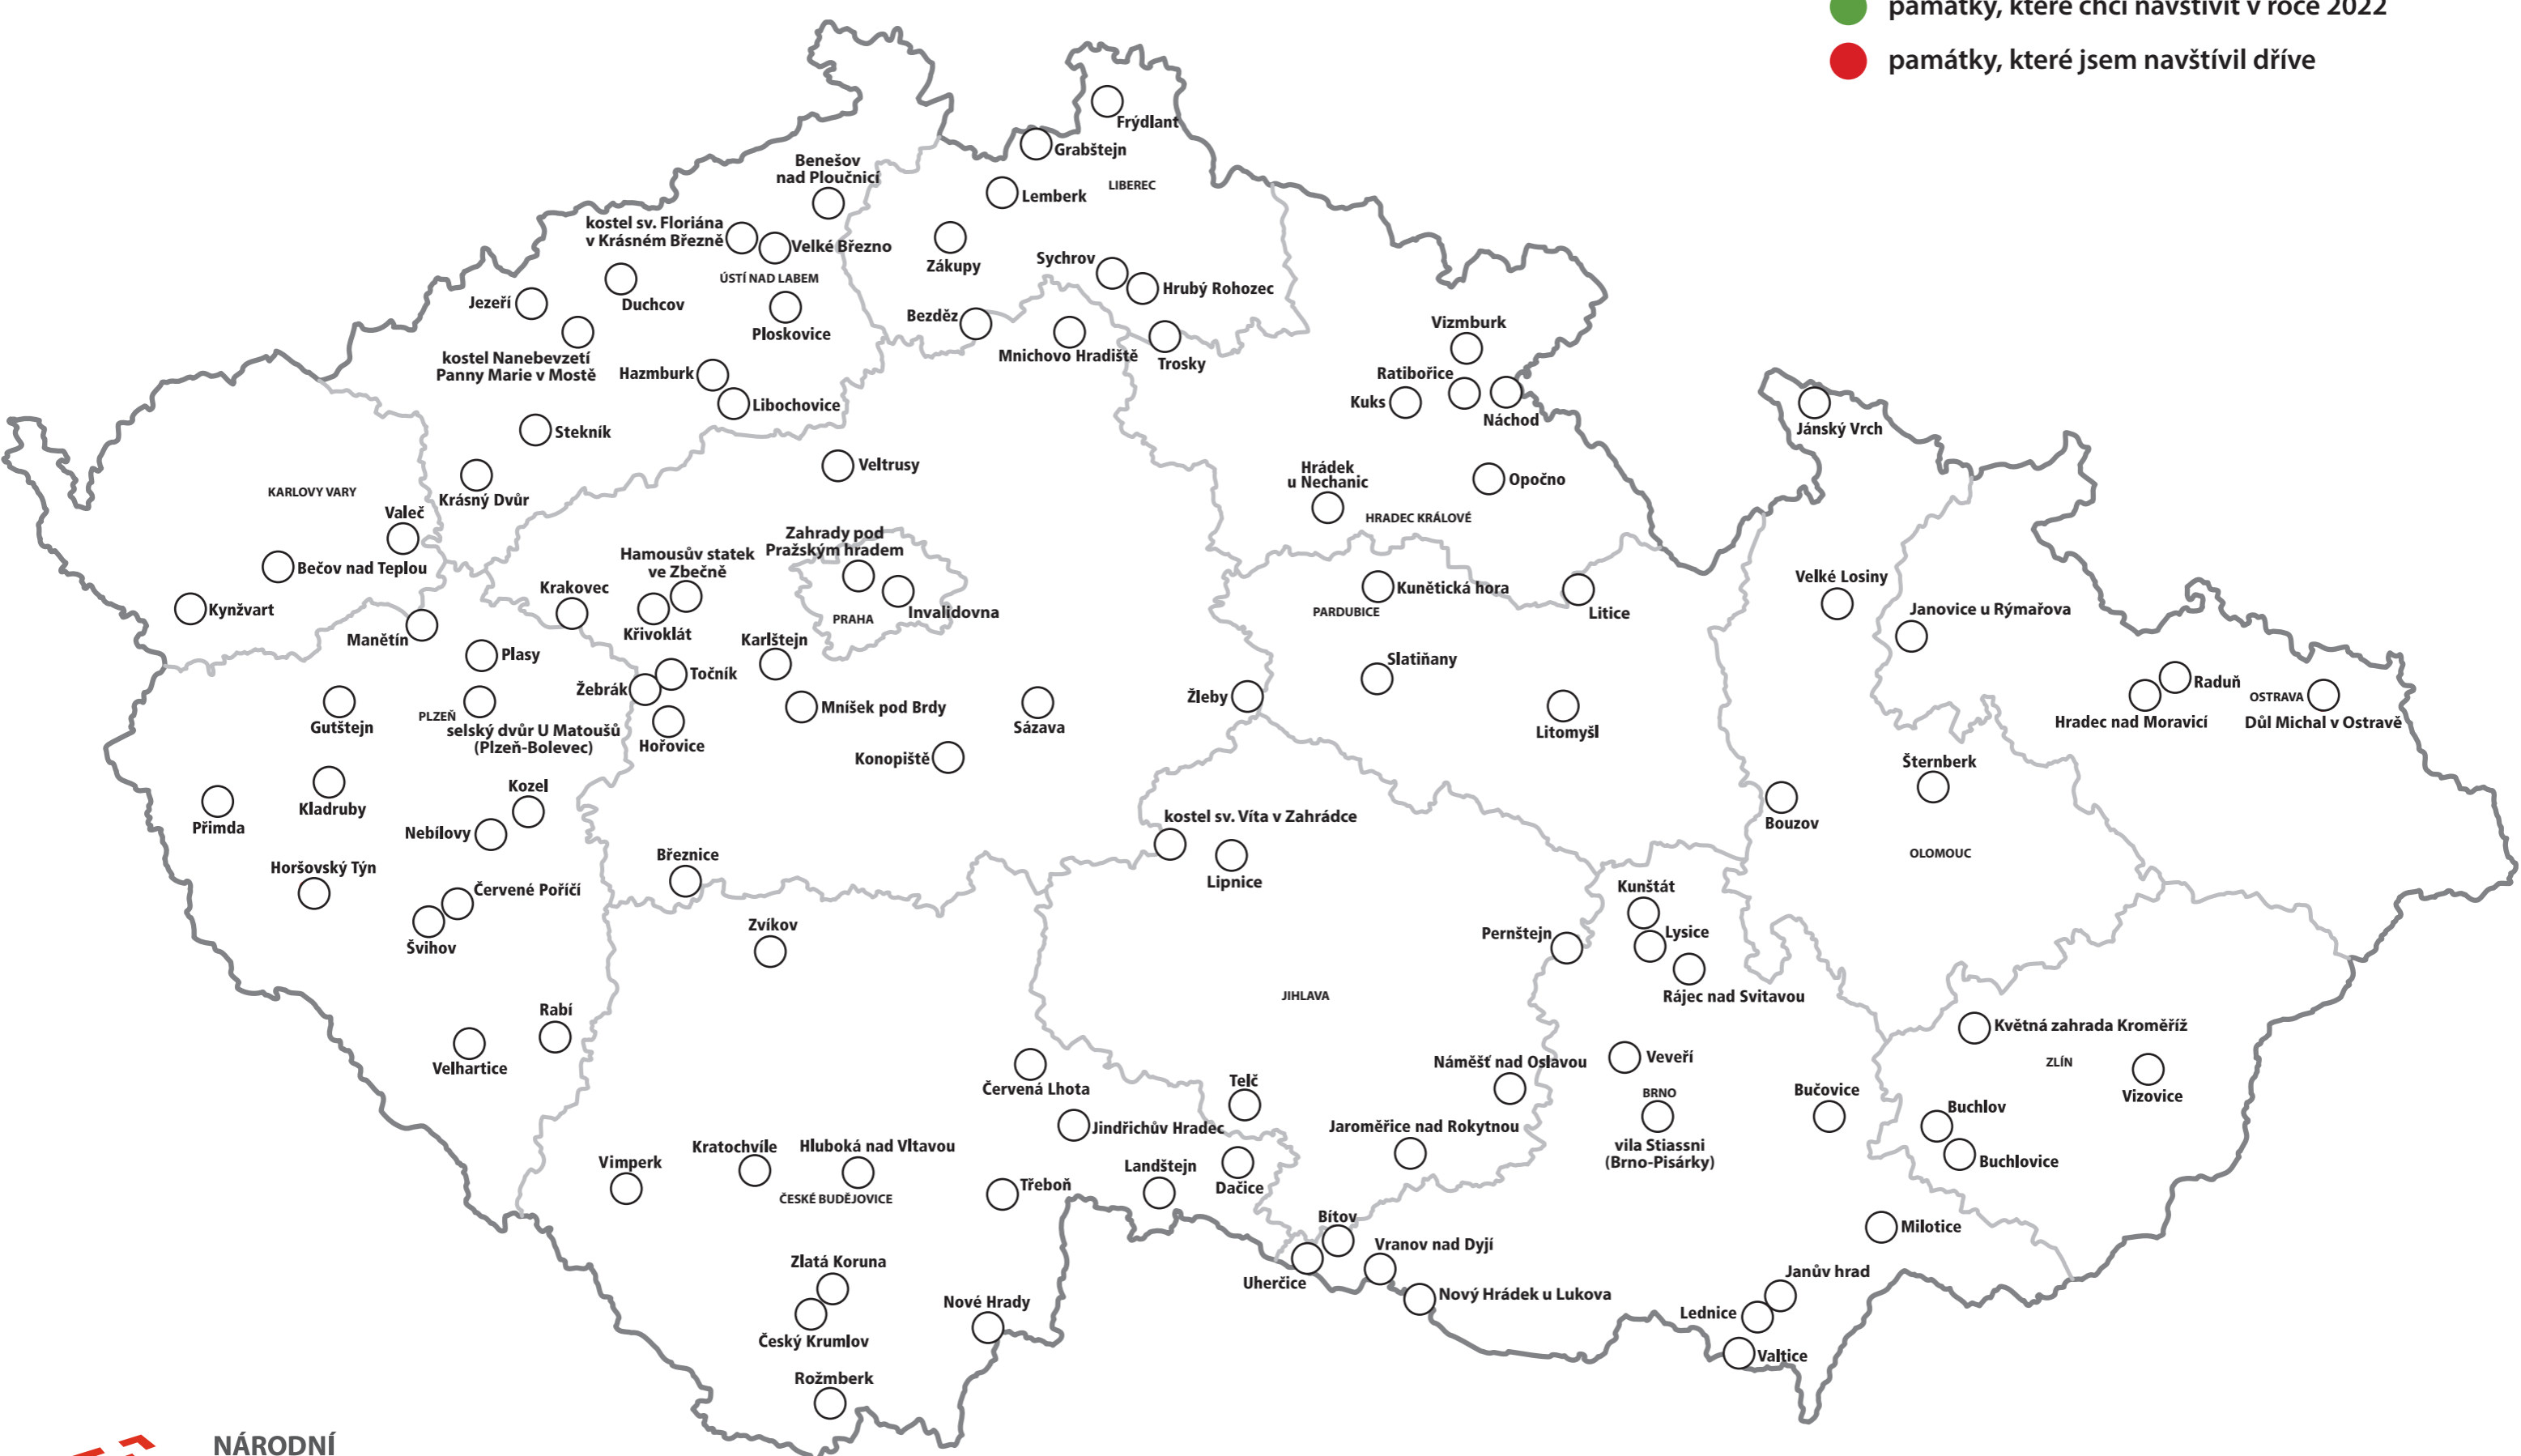 památky, které chci navštívit v roce 2022
památky, které jsem navštívil dříve
Frýdlant
Grabštejn
Benešov
nad Ploučnicí
LIBEREC
Lemberk
kostel sv. Floriána
v Krásném Březně
Velké Březno
Zákupy
Sychrov
ÚSTÍ NAD LABEM
Hrubý Rohozec
Jezeří
Duchcov
Bezděz
Ploskovice
Vizmburk
kostel Nanebevzetí
Panny Marie v Mostě
Mnichovo Hradiště
Trosky
Hazmburk
Ratibořice
Libochovice
Kuks
Náchod
Jánský Vrch
Stekník
Veltrusy
Hrádek
u Nechanic
Opočno
KARLOVY VARY
Krásný Dvůr
Valeč
HRADEC KRÁLOVÉ
Zahrady pod
Pražským hradem
Hamousův statek
ve Zbečně
Bečov nad Teplou
Velké Losiny
Krakovec
Kunětická hora
Kynžvart
Invalidovna
PARDUBICE
Litice
Janovice u Rýmařova
PRAHA
Křivoklát
Manětín
Karlštejn
Plasy
Slatiňany
Točník
Raduň
Žebrák
Žleby
OSTRAVA
Mníšek pod Brdy
PLZEŇ
Gutštejn
selský dvůr U Matoušů
(Plzeň-Bolevec)
Hořovice
Sázava
Litomyšl
Hradec nad Moravicí
Důl Michal v Ostravě
Konopiště
Šternberk
Kozel
Kladruby
kostel sv. Víta v Zahrádce
Přimda
Bouzov
Nebílovy
Březnice
OLOMOUC
Horšovský Týn
Lipnice
Červené Poříčí
Kunštát
Zvíkov
Lysice
Pernštejn
Švihov
JIHLAVA
Rájec nad Svitavou
Rabí
Květná zahrada Kroměříž
Veveří
Náměšť nad Oslavou
ZLÍN
Velhartice
Telč
Červená Lhota
BRNO
Bučovice
Vizovice
Buchlov
Jindřichův Hradec
Jaroměřice nad Rokytnou
Kratochvíle
Hluboká nad Vltavou
vila Stiassni
(Brno-Pisárky)
Vimperk
Landštejn
Buchlovice
Třeboň
Dačice
ČESKÉ BUDĚJOVICE
Bítov
Milotice
Vranov nad Dyjí
Zlatá Koruna
Uherčice
Janův hrad
Nový Hrádek u Lukova
Nové Hrady
Lednice
Český Krumlov
Valtice
Rožmberk
NÁRODNÍ